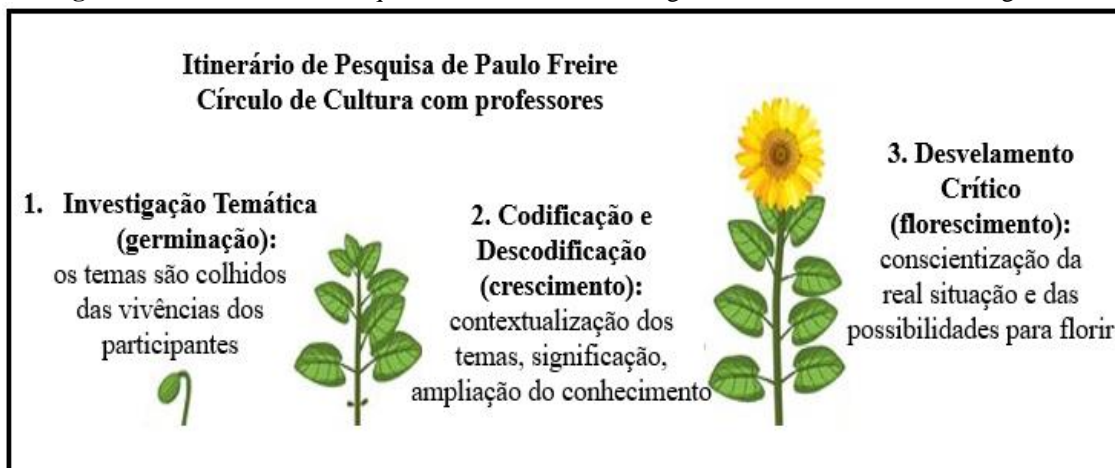 Itinerário de Pesquisa de Paulo Freire
Círculo de Cultura com professores
1. Investigação Temática
(germinação):
os temas são colhidos
das vivências dos
participantes
2. Codificação e
Descodificação
(crescimento):
contextualização dos
temas, significação,
ampliação do conhecimento
3. Desvelamento
Crítico
(florescimento):
conscientização da
real situação e das
possibilidades para florir